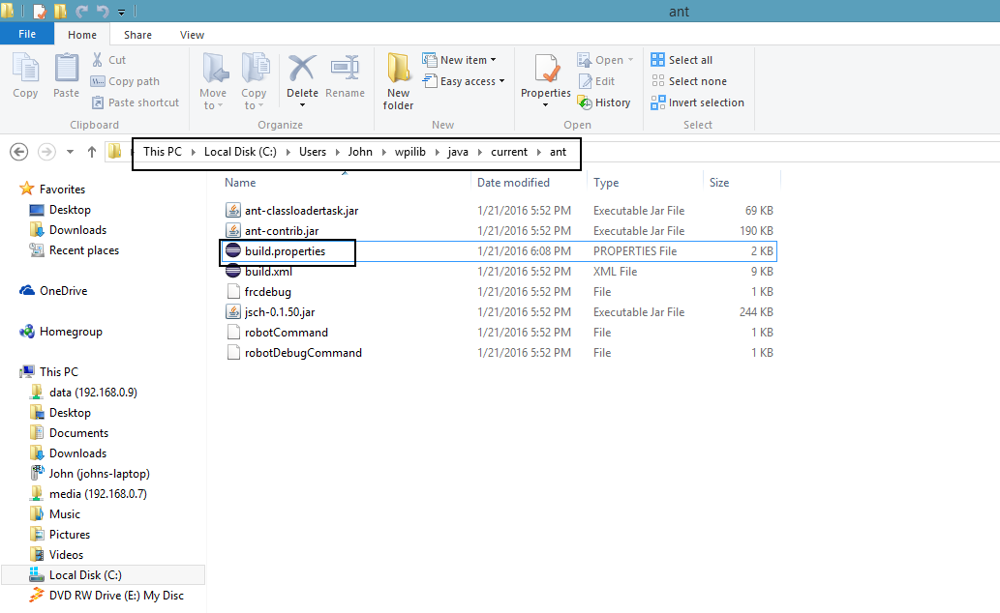 ant
File Home Share View
Copy
Paste
Cut
Copy path
Paste shortcut
Move to
Copy to
Delete
Rename
New folder
New item
Easy access
Properties
Open
Edit
History
Select all
Select none
Invert selection
Clipboard Organize New Open Select
This PC Local Disk (C:) Users John wpilib java current ant
Favorites
Desktop
Downloads
Recent places
OneDrive
Homegroup
This PC
data (192.168.0.9)
Desktop
Documents
Downloads
John (johns-laptop)
media (192.168.0.7)
Music
Pictures
Videos
Local Disk (C:)
DVD RW Drive (E:) My Disc
Name Date modified Type Size
ant-classloadertask.jar 1/21/2016 5:52 PM Executable Jar File 69 KB
ant-contrib.jar 1/21/2016 5:52 PM Executable Jar File 190 KB
build.properties 1/21/2016 6:08 PM PROPERTIES File 2 KB
build.xml 1/21/2016 5:52 PM XML File 9 KB
frcdebug 1/21/2016 5:52 PM File 1 KB
jsch-0.1.50.jar 1/21/2016 5:52 PM Executable Jar File 244 KB
robotCommand 1/21/2016 5:52 PM File 1 KB
robotDebugCommand 1/21/2016 5:52 PM File 1 KB